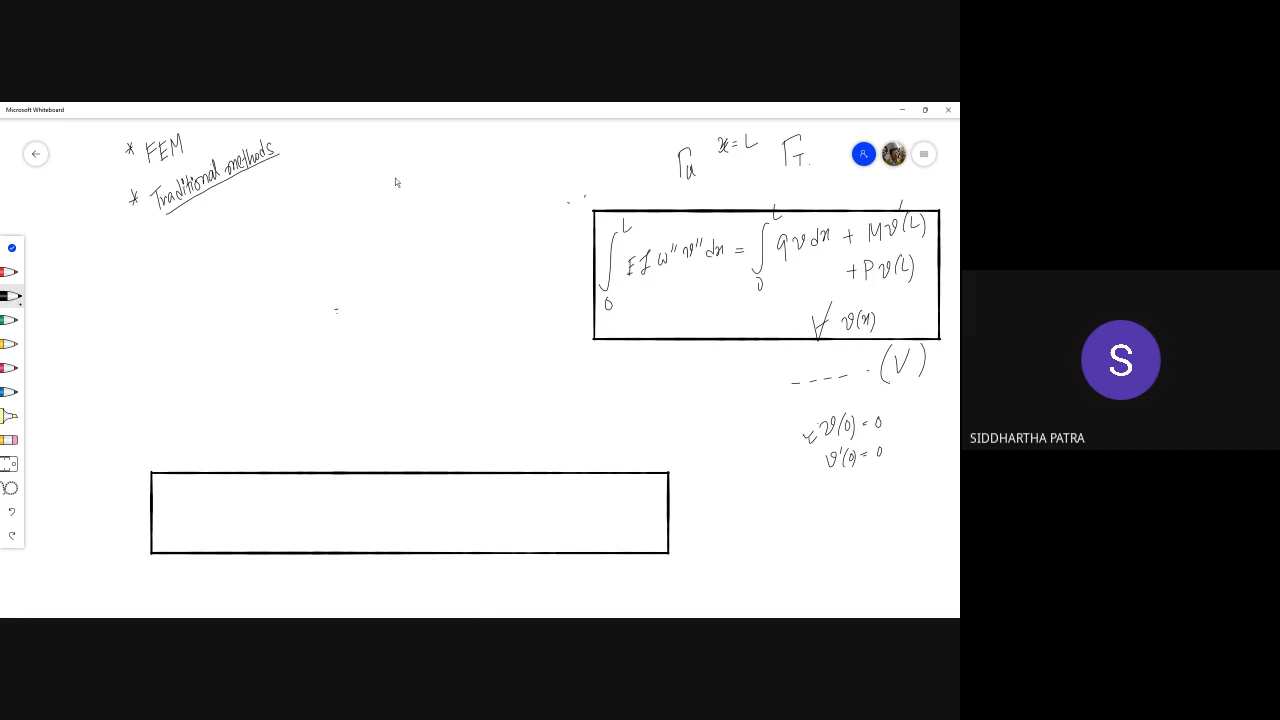 Microsoft Whiteboard
* FEM
* Traditional methods
Γu x = L ΓT
∫₀ᴸ EI w'' v'' dx = ∫₀ᴸ q v dx + M v'(L)
+ P v(L)
∀ v(x)
---- . (V)
v(0) = 0
v'(0) = 0
=
S
SIDDHARTHA PATRA